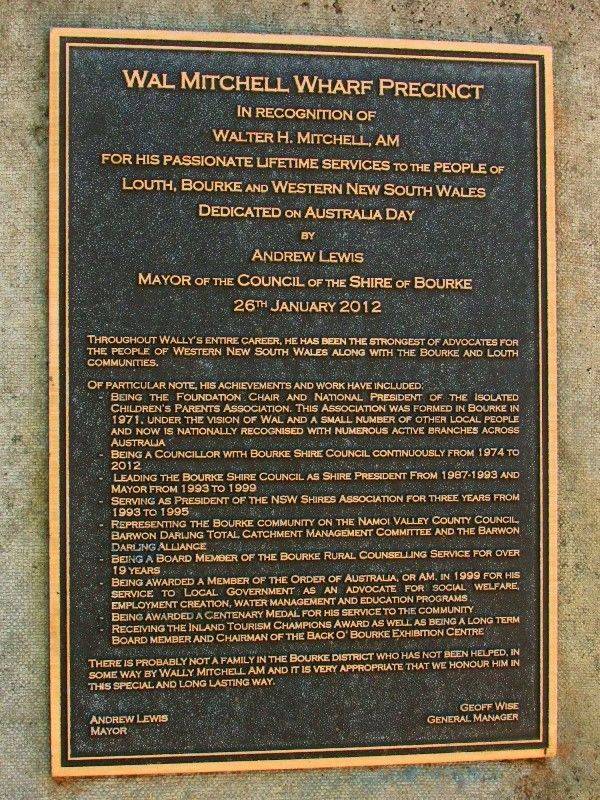 WAL MITCHELL WHARF PRECINCT
IN RECOGNITION OF
WALTER H. MITCHELL, AM
FOR HIS PASSIONATE LIFETIME SERVICES TO THE PEOPLE OF
LOUTH, BOURKE AND WESTERN NEW SOUTH WALES
DEDICATED ON AUSTRALIA DAY
BY
ANDREW LEWIS
MAYOR OF THE COUNCIL OF THE SHIRE OF BOURKE
26TH JANUARY 2012
THROUGHOUT WALLY'S ENTIRE CAREER, HE HAS BEEN THE STRONGEST OF ADVOCATES FOR
THE PEOPLE OF WESTERN NEW SOUTH WALES ALONG WITH THE BOURKE AND LOUTH
COMMUNITIES.
OF PARTICULAR NOTE, HIS ACHIEVEMENTS AND WORK HAVE INCLUDED:
- BEING THE FOUNDATION CHAIR AND NATIONAL PRESIDENT OF THE ISOLATED
CHILDREN'S PARENTS ASSOCIATION. THIS ASSOCIATION WAS FORMED IN BOURKE IN
1971, UNDER THE VISION OF WAL AND A SMALL NUMBER OF OTHER LOCAL PEOPLE
AND NOW IS NATIONALLY RECOGNISED WITH NUMEROUS ACTIVE BRANCHES ACROSS
AUSTRALIA
- BEING A COUNCILLOR WITH BOURKE SHIRE COUNCIL CONTINUOUSLY FROM 1974 TO
2012
- LEADING THE BOURKE SHIRE COUNCIL AS SHIRE PRESIDENT FROM 1987-1993 AND
MAYOR FROM 1993 TO 1999
- SERVING AS PRESIDENT OF THE NSW SHIRES ASSOCIATION FOR THREE YEARS FROM
1993 TO 1995
- REPRESENTING THE BOURKE COMMUNITY ON THE NAMOI VALLEY COUNTY COUNCIL,
BARWON DARLING TOTAL CATCHMENT MANAGEMENT COMMITTEE AND THE BARWON
DARLING ALLIANCE
- BEING A BOARD MEMBER OF THE BOURKE RURAL COUNSELLING SERVICE FOR OVER
19 YEARS
- BEING AWARDED A MEMBER OF THE ORDER OF AUSTRALIA, OR AM, IN 1999 FOR HIS
SERVICE TO LOCAL GOVERNMENT AS AN ADVOCATE FOR SOCIAL WELFARE,
EMPLOYMENT CREATION, WATER MANAGEMENT AND EDUCATION PROGRAMS
- BEING AWARDED A CENTENARY MEDAL FOR HIS SERVICE TO THE COMMUNITY
- RECEIVING THE INLAND TOURISM CHAMPIONS AWARD AS WELL AS BEING A LONG TERM
BOARD MEMBER AND CHAIRMAN OF THE BACK O' BOURKE EXHIBITION CENTRE
THERE IS PROBABLY NOT A FAMILY IN THE BOURKE DISTRICT WHO HAS NOT BEEN HELPED, IN
SOME WAY BY WALLY MITCHELL AM AND IT IS VERY APPROPRIATE THAT WE HONOUR HIM IN
THIS SPECIAL AND LONG LASTING WAY.
ANDREW LEWIS
MAYOR
GEOFF WISE
GENERAL MANAGER